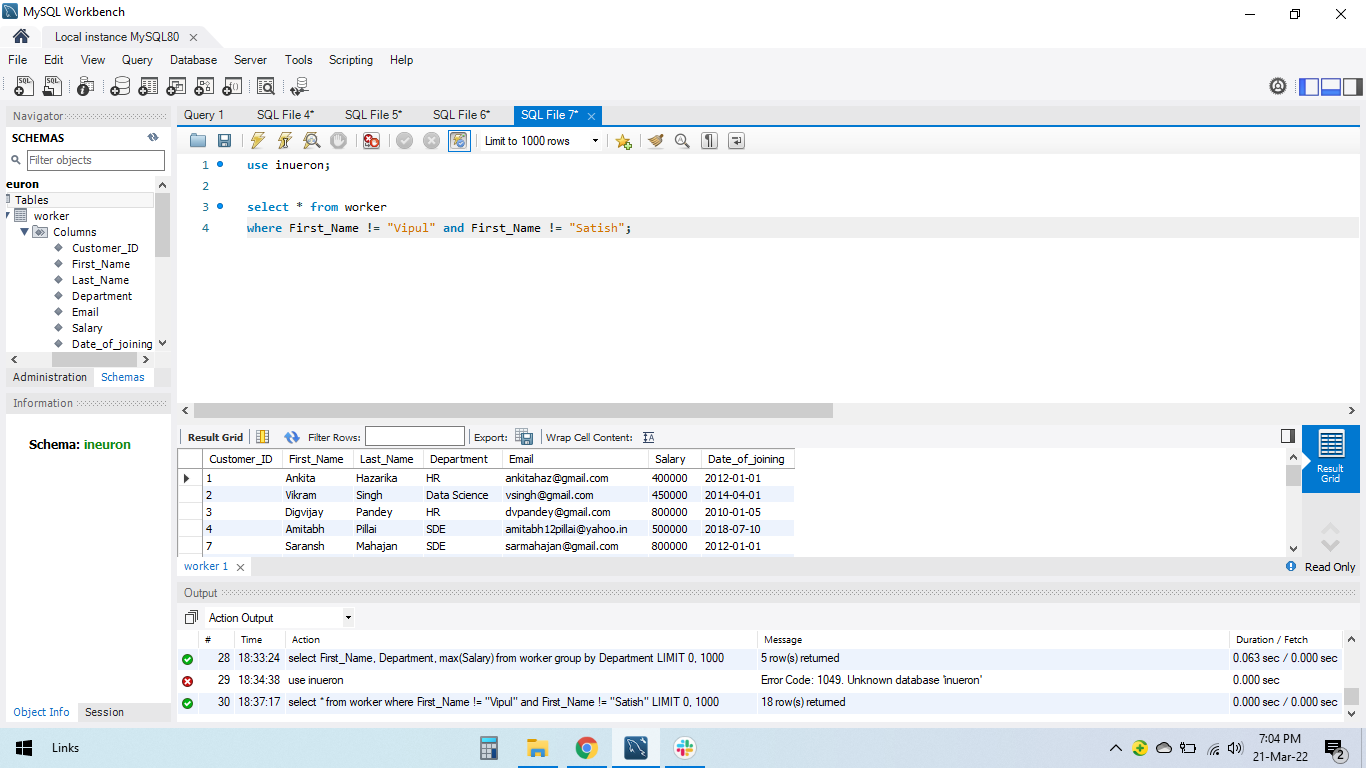 MySQL Workbench
Local instance MySQL80
File Edit View Query Database Server Tools Scripting Help
Navigator
SCHEMAS
Filter objects
euron
Tables
worker
Columns
Customer_ID
First_Name
Last_Name
Department
Email
Salary
Date_of_joining
Administration Schemas
Information
Schema: ineuron
Object Info Session
Query 1 SQL File 4* SQL File 5* SQL File 6* SQL File 7*
Limit to 1000 rows
1 use inueron;
2
3 select * from worker
4 where First_Name != "Vipul" and First_Name != "Satish";
Result Grid Filter Rows: Export: Wrap Cell Content:
Customer_ID First_Name Last_Name Department Email Salary Date_of_joining
1 Ankita Hazarika HR ankitahaz@gmail.com 400000 2012-01-01
2 Vikram Singh Data Science vsingh@gmail.com 450000 2014-04-01
3 Digvijay Pandey HR dvpandey@gmail.com 800000 2010-01-05
4 Amitabh Pillai SDE amitabh12pillai@yahoo.in 500000 2018-07-10
7 Saransh Mahajan SDE sarmahajan@gmail.com 800000 2012-01-01
Result
Grid
worker 1
Read Only
Output
Action Output
# Time Action Message Duration / Fetch
28 18:33:24 select First_Name, Department, max(Salary) from worker group by Department LIMIT 0, 1000 5 row(s) returned 0.063 sec / 0.000 sec
29 18:34:38 use inueron Error Code: 1049. Unknown database 'inueron' 0.000 sec
30 18:37:17 select * from worker where First_Name != "Vipul" and First_Name != "Satish" LIMIT 0, 1000 18 row(s) returned 0.000 sec / 0.000 sec
Links
7:04 PM
21-Mar-22
2